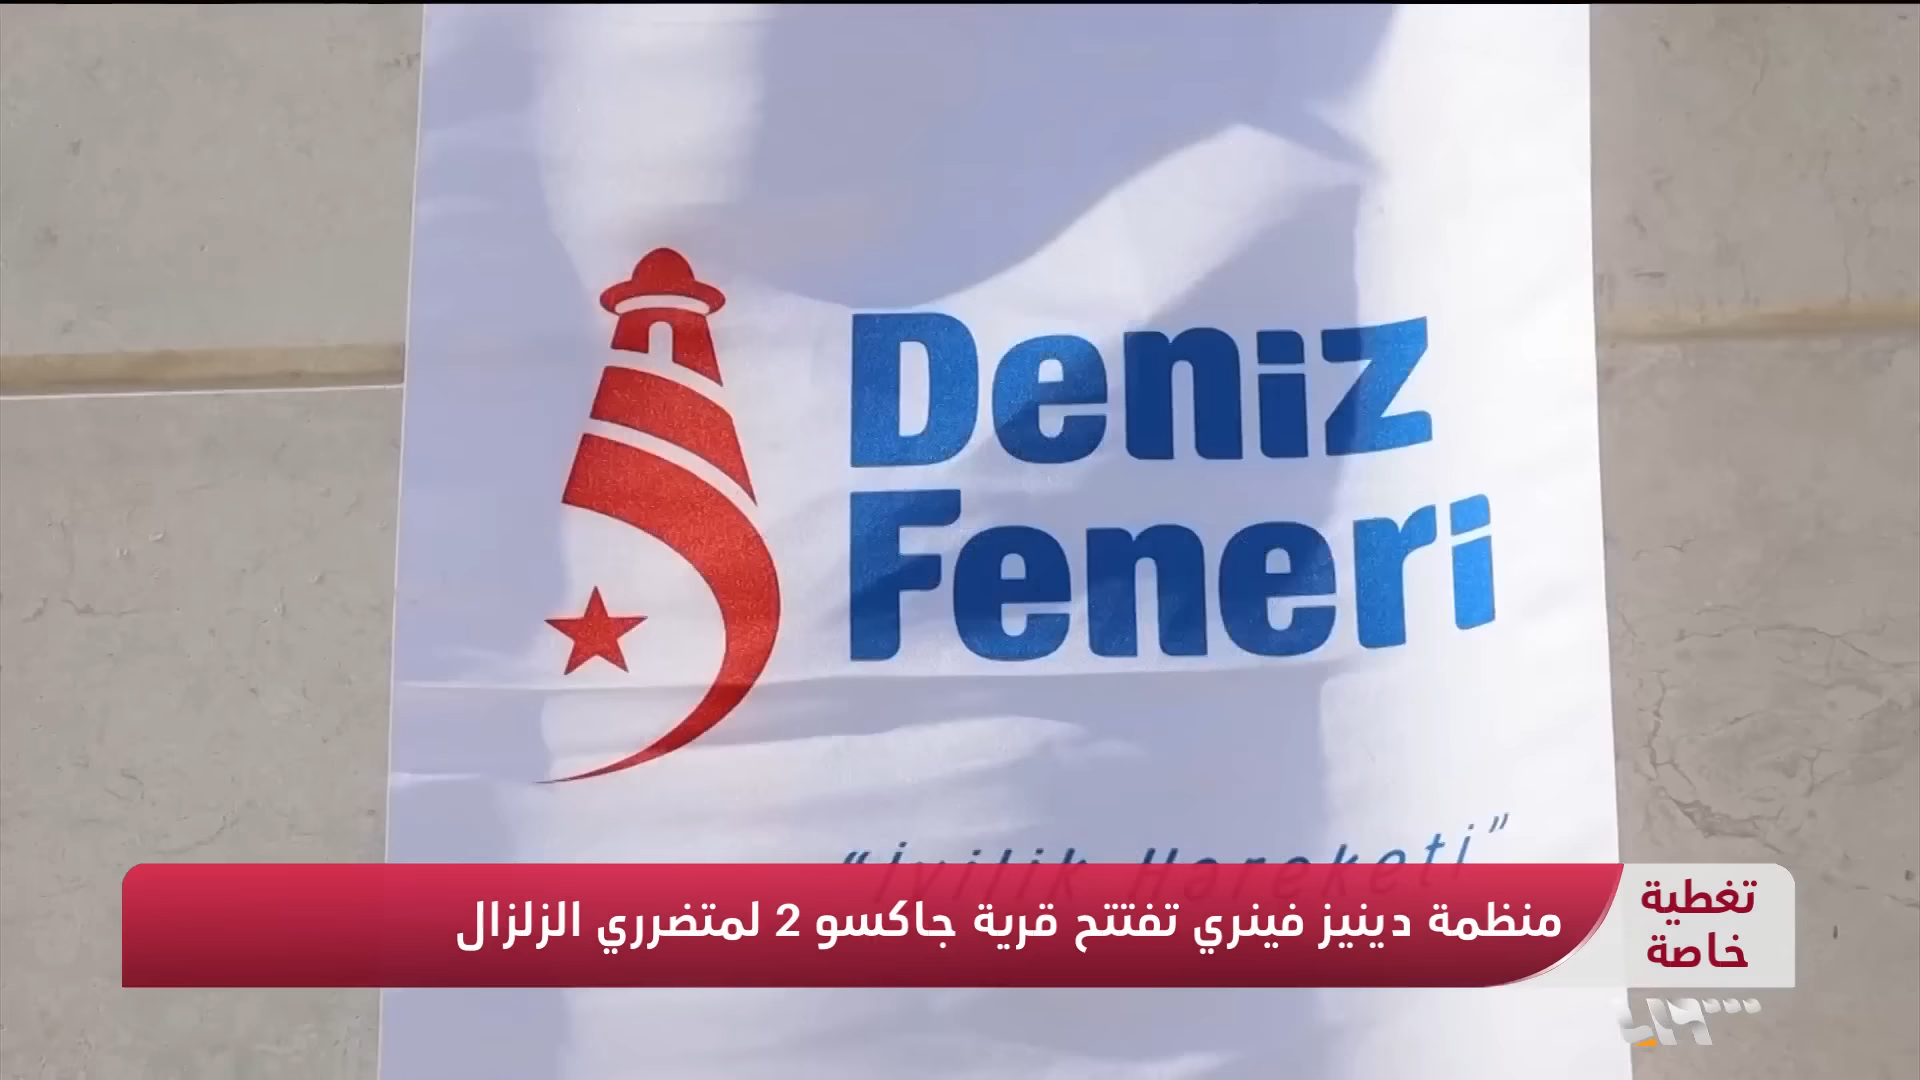 Deniz
Feneri
"İyilik Hareketi"
منظمة دينيز فينري تفتتح قرية جاكسو 2 لمتضرري الزلزال
تغطية
خاصة